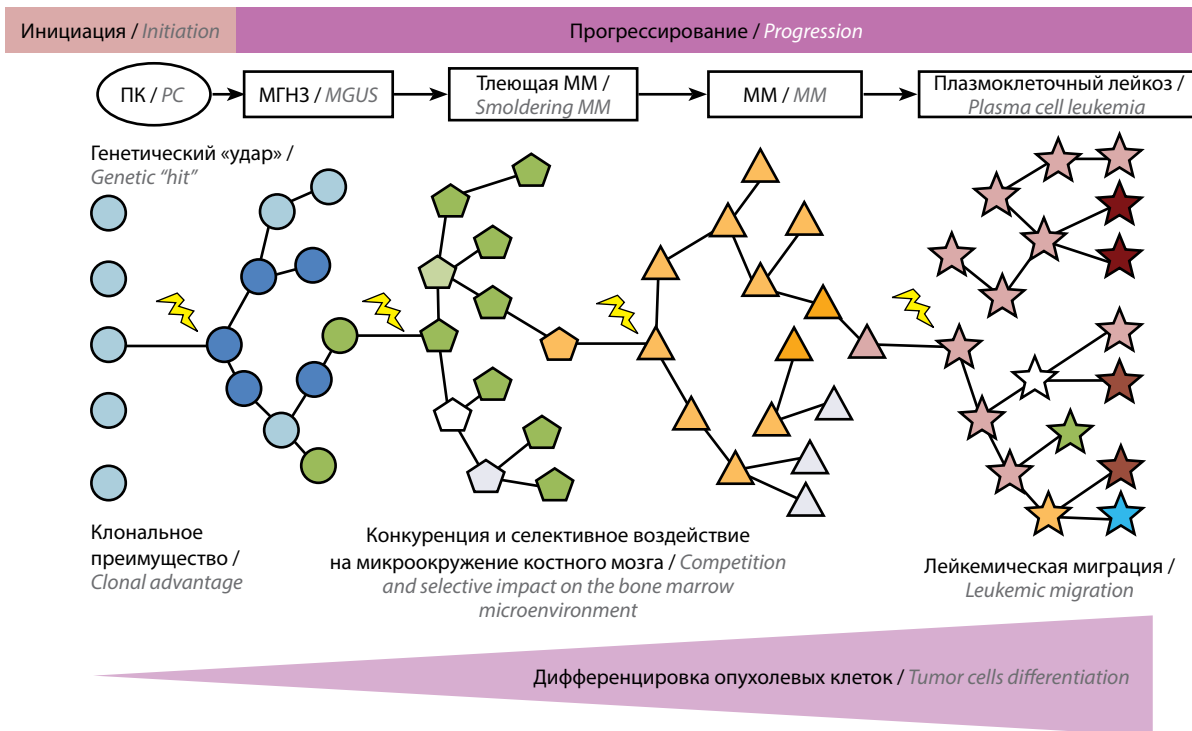 Инициация / Initiation
Прогрессирование / Progression
ПК / PC
МГНЗ / MGUS
Тлеющая ММ /
Smoldering MM
ММ / MM
Плазмоклеточный лейкоз /
Plasma cell leukemia
Генетический «удар» /
Genetic “hit”
Клональное
преимущество /
Clonal advantage
Конкуренция и селективное воздействие
на микроокружение костного мозга / Competition
and selective impact on the bone marrow
microenvironment
Лейкемическая миграция /
Leukemic migration
Дифференцировка опухолевых клеток / Tumor cells differentiation